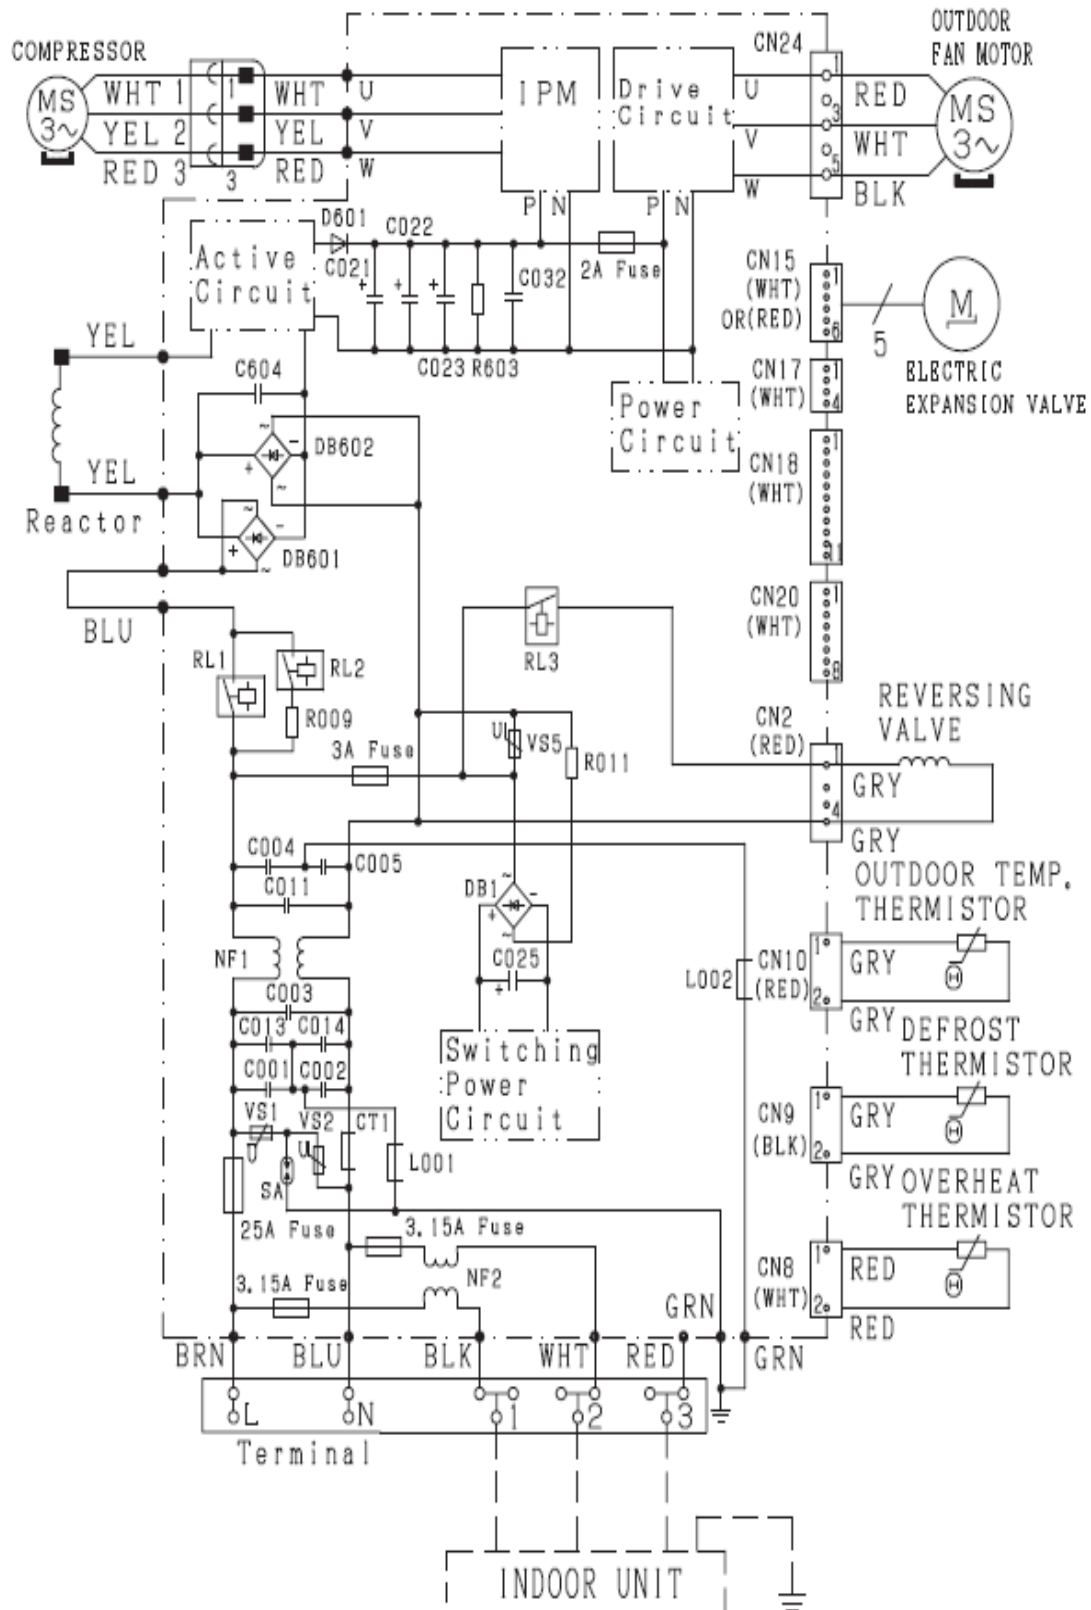 OUTDOOR
FAN MOTOR
COMPRESSOR
CN24
MS
3~
WHT 1
YEL 2
RED 3
1
3
WHT
YEL
RED
U
V
W
IPM
Drive
Circuit
U
V
W
1
3
5
RED
WHT
BLK
MS
3~
P N
P N
D601
C022
C021
C032
2A Fuse
Active
Circuit
C023 R603
CN15
(WHT)
OR(RED)
1
6
5
M
ELECTRIC
EXPANSION VALVE
YEL
C604
CN17
(WHT)
1
4
Power
Circuit
DB602
~
-
+
~
YEL
Reactor
CN18
(WHT)
1
11
~
-
+
~
DB601
BLU
RL3
CN20
(WHT)
1
8
RL1
RL2
R009
3A Fuse
U
VS5
R011
CN2
(RED)
1
4
REVERSING
VALVE
GRY
GRY
C004
C005
C011
DB1
~
-
+
~
OUTDOOR TEMP.
THERMISTOR
NF1
C025
+
L002
CN10
(RED)
1
2
GRY
θ
GRY
C003
C013
C014
C001
C002
Switching
Power
Circuit
DEFROST
THERMISTOR
CN9
(BLK)
1
2
GRY
θ
GRY
VS1
U
VS2
U
CT1
SA
L001
25A Fuse
OVERHEAT
THERMISTOR
3.15A Fuse
NF2
3.15A Fuse
CN8
(WHT)
1
2
RED
θ
RED
GRN
BRN
BLU
BLK
WHT
RED
GRN
L
N
1
2
3
Terminal
INDOOR UNIT